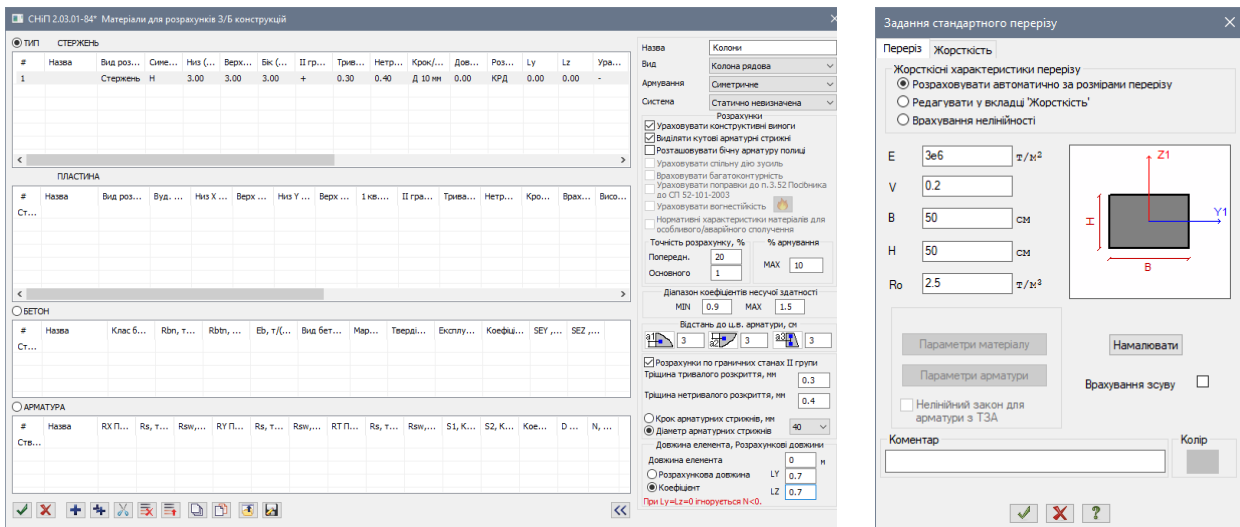 СНіП 2.03.01-84* Матеріали для розрахунків З/Б конструкцій
ТИП СТЕРЖЕНЬ
# Назва Вид роз... Симе... Низ (... Верх... Бік (... II гр... Трив... Нетр... Крок/... Дов... Роз... Ly Lz Ура...
1 Стержень Н 3.00 3.00 3.00 + 0.30 0.40 Д 10 мм 0.00 КРД 0.00 0.00 -
ПЛАСТИНА
# Назва Вид роз... Вуд. ... Низ X ... Верх ... Низ Y ... Верх ... 1 кв.... II гра... Трива... Нетр... Кро... Врах... Висо...
Ст...
БЕТОН
# Назва Клас б... Rbn, т... Rbtn, ... Eb, т/(... Вид бет... Мар... Тверді... Експлу... Коефіці... SEY ,... SEZ ,...
Ст...
АРМАТУРА
# Назва RX П... Rs, т... Rsw,... RY П... Rs, т... Rsw,... RT П... Rs, т... Rsw,... S1, К... S2, К... Кое... D ... N, ...
Ств...
Назва Колони
Вид Колона рядова
Армування Симетричне
Система Статично невизначена
Розрахунки
Ураховувати конструктивні вимоги
Виділяти кутові арматурні стрижні
Розташовувати бічну арматуру полиці
Ураховувати спільну дію зусиль
Враховувати багатоконтурність
Ураховувати поправки до п.3.52 Посібника
до СП 52-101-2003
Ураховувати вогнестійкість
Нормативні характеристики матеріалів для
особливого/аварійного сполучення
Точність розрахунку, % % армування
Попередн. 20
MAX 10
Основного 1
Діапазон коефіцієнтів несучої здатності
MIN 0.9 MAX 1.5
Відстань до ц.в. арматури, см
a1 3 a2 3 a3 3
Розрахунки по граничних станах II групи
Тріщина тривалого розкриття, мм 0.3
Тріщина нетривалого розкриття, мм 0.4
Крок арматурних стрижнів, мм
40
Діаметр арматурних стрижнів
Довжина елемента, Розрахункові довжини
Довжина елемента 0 м
Розрахункова довжина LY 0.7
Коефіцієнт LZ 0.7
При Ly=Lz=0 ігнорується N<0.
Задання стандартного перерізу
Переріз Жорсткість
Жорсткісні характеристики перерізу
Розраховувати автоматично за розмірами перерізу
Редагувати у вкладці 'Жорсткість'
Врахування нелінійності
E 3e6 т/м²
V 0.2
B 50 см
H 50 см
Ro 2.5 т/м³
Z1
Y1
H
B
Параметри матеріалу
Параметри арматури
Нелінійний закон для
арматури з ТЗА
Намалювати
Врахування зсуву
Коментар Колір